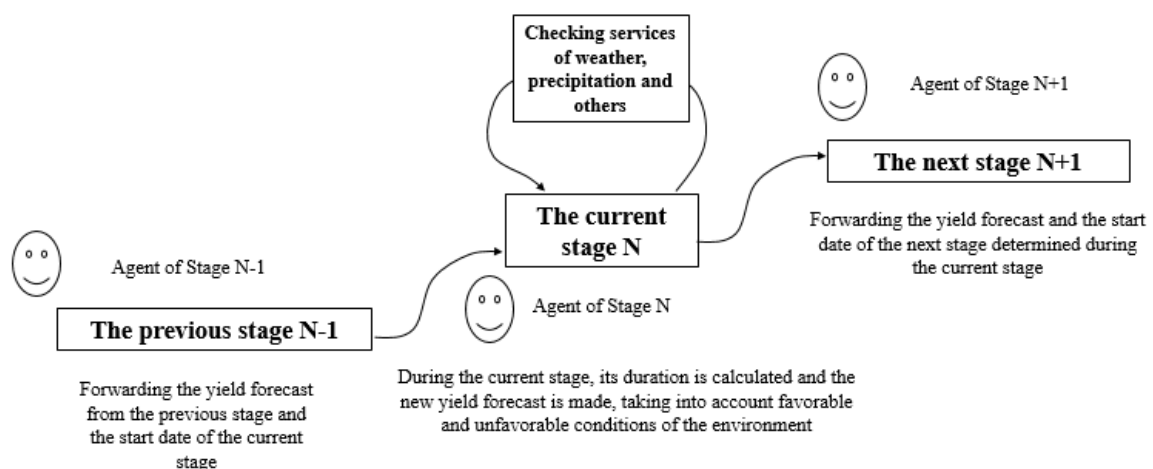 Checking services
of weather,
precipitation and
others
Agent of Stage N+1
The next stage N+1
Forwarding the yield forecast and the start
date of the next stage determined during
the current stage
The current
stage N
Agent of Stage N
During the current stage, its duration is calculated and the
new yield forecast is made, taking into account favorable
and unfavorable conditions of the environment
Agent of Stage N-1
The previous stage N-1
Forwarding the yield forecast
from the previous stage and
the start date of the current
stage